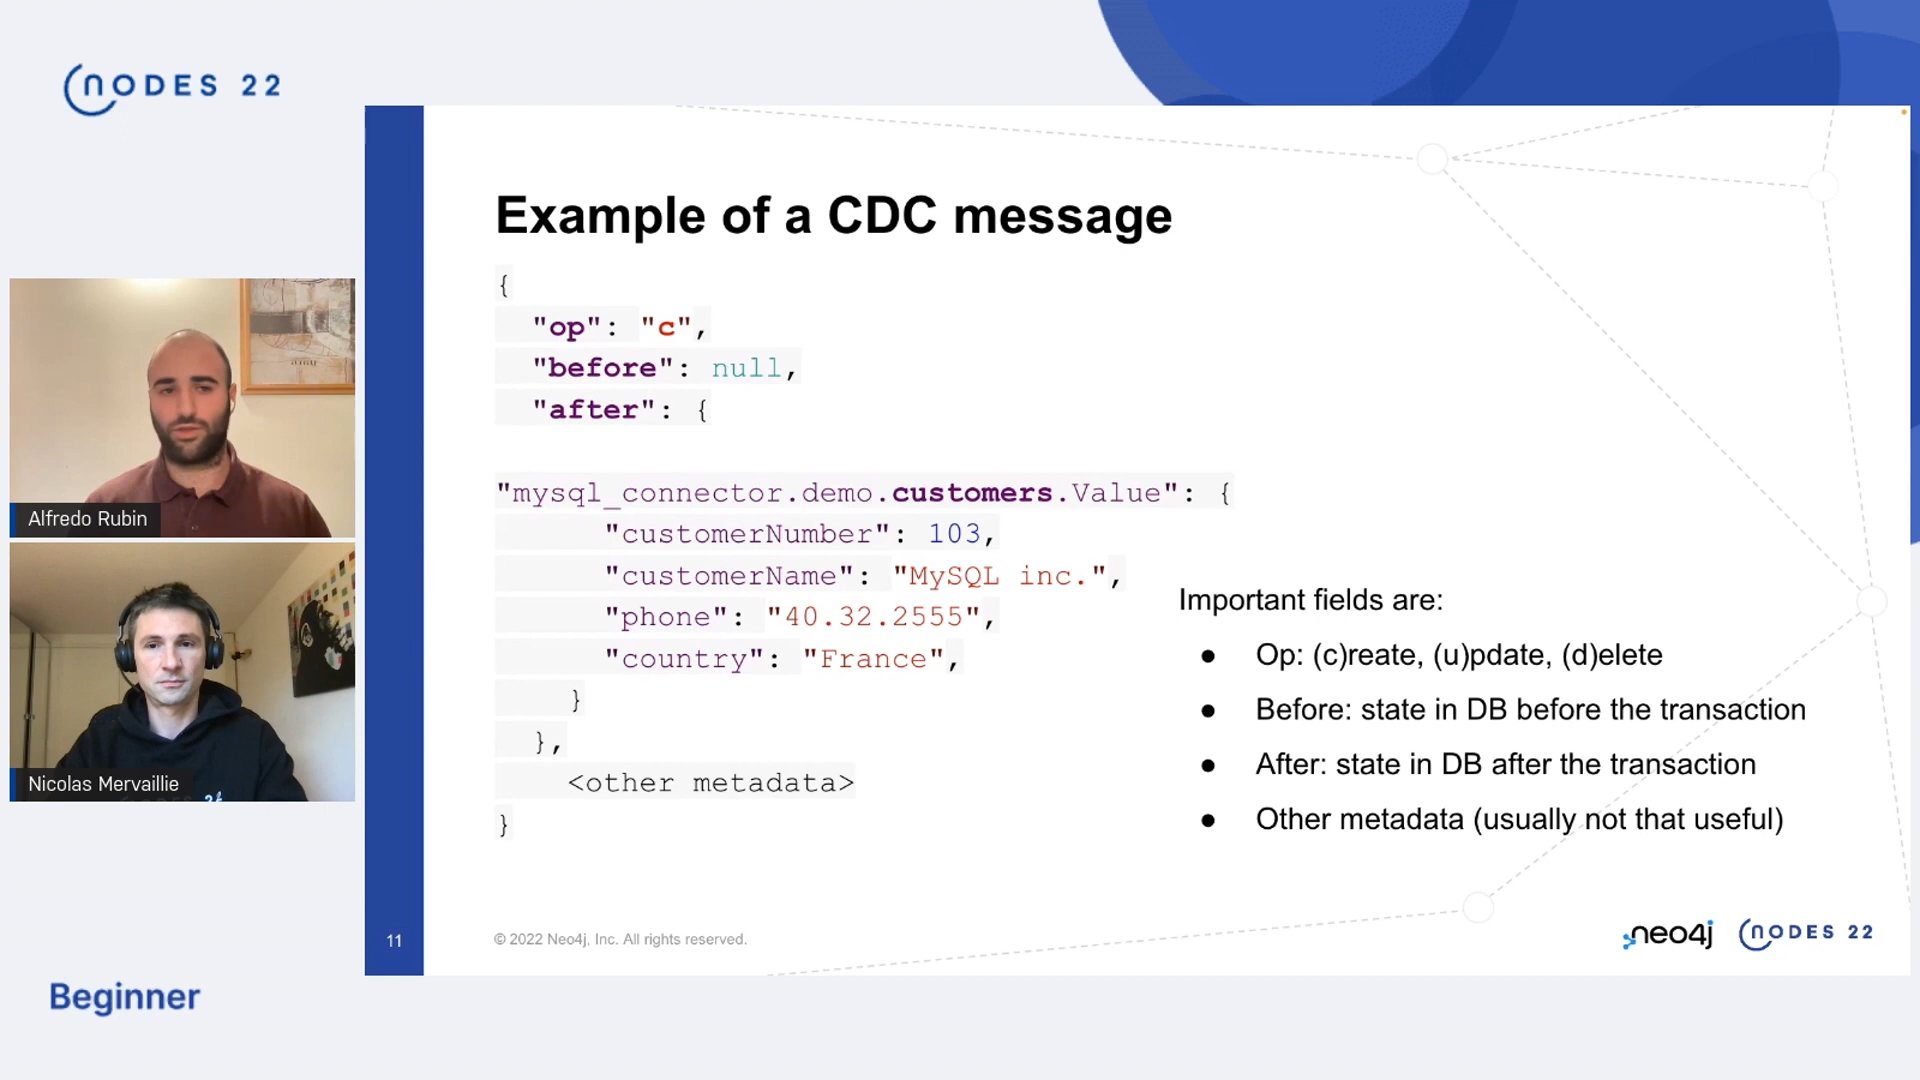 NODES 22
Example of a CDC message
{
"op": "c",
"before": null,
"after": {
"mysql_connector.demo.customers.Value": {
"customerNumber": 103,
"customerName": "MySQL inc.",
"phone": "40.32.2555",
"country": "France",
}
},
<other metadata>
}
Important fields are:
● Op: (c)reate, (u)pdate, (d)elete
● Before: state in DB before the transaction
● After: state in DB after the transaction
● Other metadata (usually not that useful)
Alfredo Rubin
Nicolas Mervaillie
11
© 2022 Neo4j, Inc. All rights reserved.
neo4j
NODES 22
Beginner